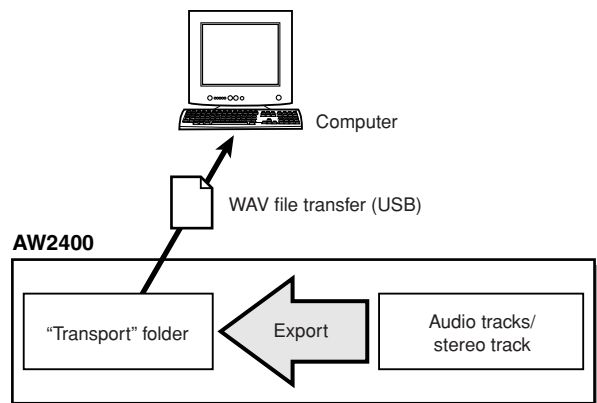 Computer
WAV file transfer (USB)
AW2400
“Transport” folder
Export
Audio tracks/
stereo track